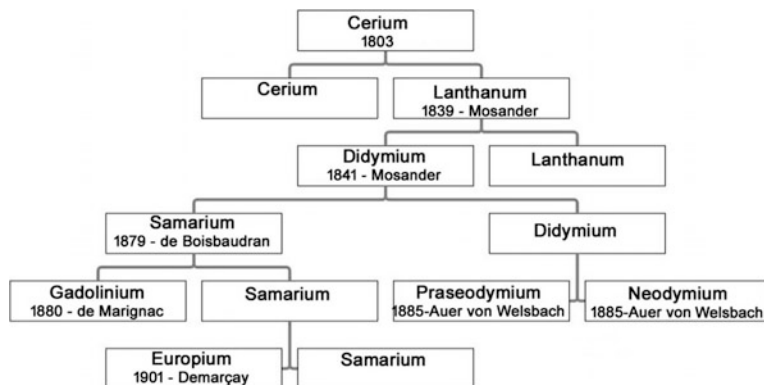 Cerium
1803
Cerium
Lanthanum
1839 - Mosander
Didymium
1841 - Mosander
Lanthanum
Samarium
1879 - de Boisbaudran
Didymium
Gadolinium
1880 - de Marignac
Samarium
Praseodymium
1885-Auer von Welsbach
Neodymium
1885-Auer von Welsbach
Europium
1901 - Demarçay
Samarium